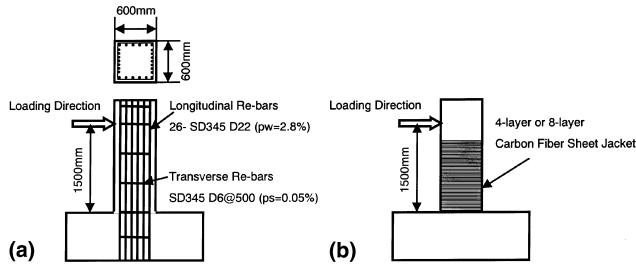 600mm
600mm
Loading Direction
Longitudinal Re-bars
26- SD345 D22 (pw=2.8%)
1500mm
Transverse Re-bars
SD345 D6@500 (ps=0.05%)
(a)
Loading Direction
4-layer or 8-layer
Carbon Fiber Sheet Jacket
1500mm
(b)